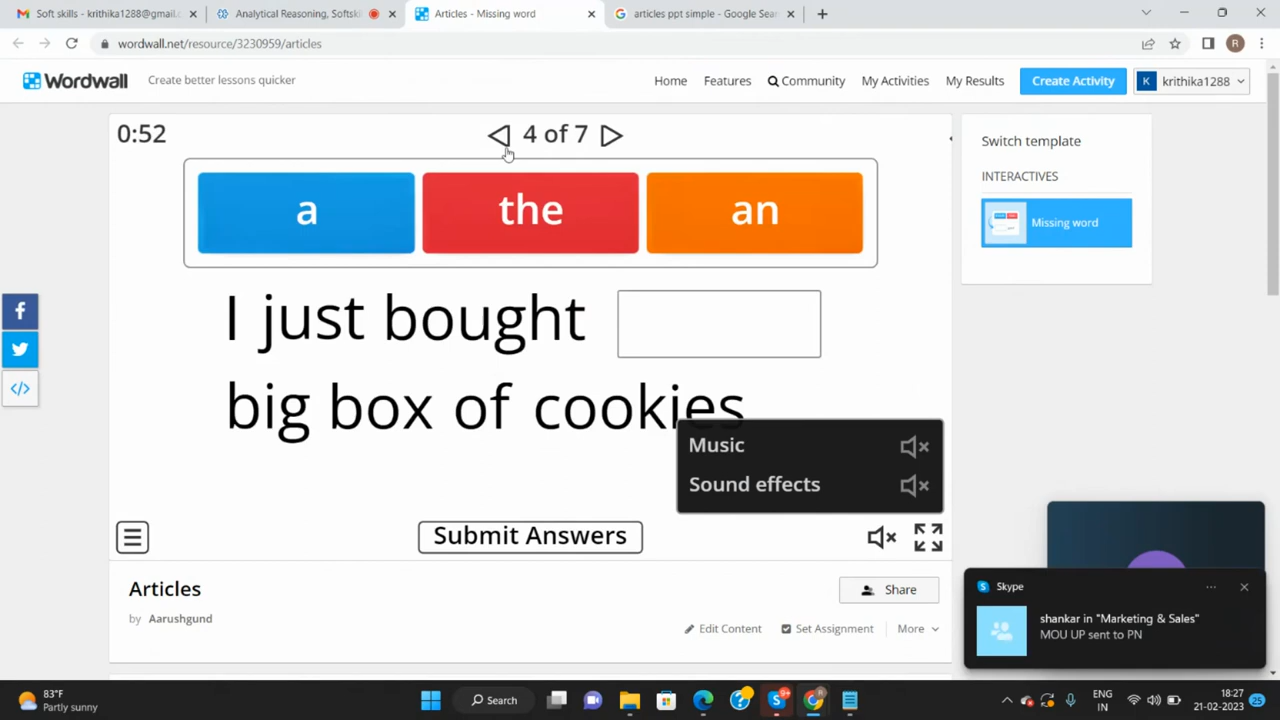 Soft skills - krithika1288@gmail.c
Analytical Reasoning, Softskil
Articles - Missing word
articles ppt simple - Google Sear
wordwall.net/resource/3230959/articles
R
Wordwall
Create better lessons quicker
Home
Features
Community
My Activities
My Results
Create Activity
K
krithika1288
0:52
4 of 7
a
the
an
I just bought
big box of cookies
Music
Sound effects
Submit Answers
Switch template
INTERACTIVES
Missing word
Articles
by Aarushgund
Share
Edit Content
Set Assignment
More
Skype
shankar in "Marketing & Sales"
MOU UP sent to PN
83°F
Partly sunny
Search
ENG
IN
18:27
21-02-2023
25